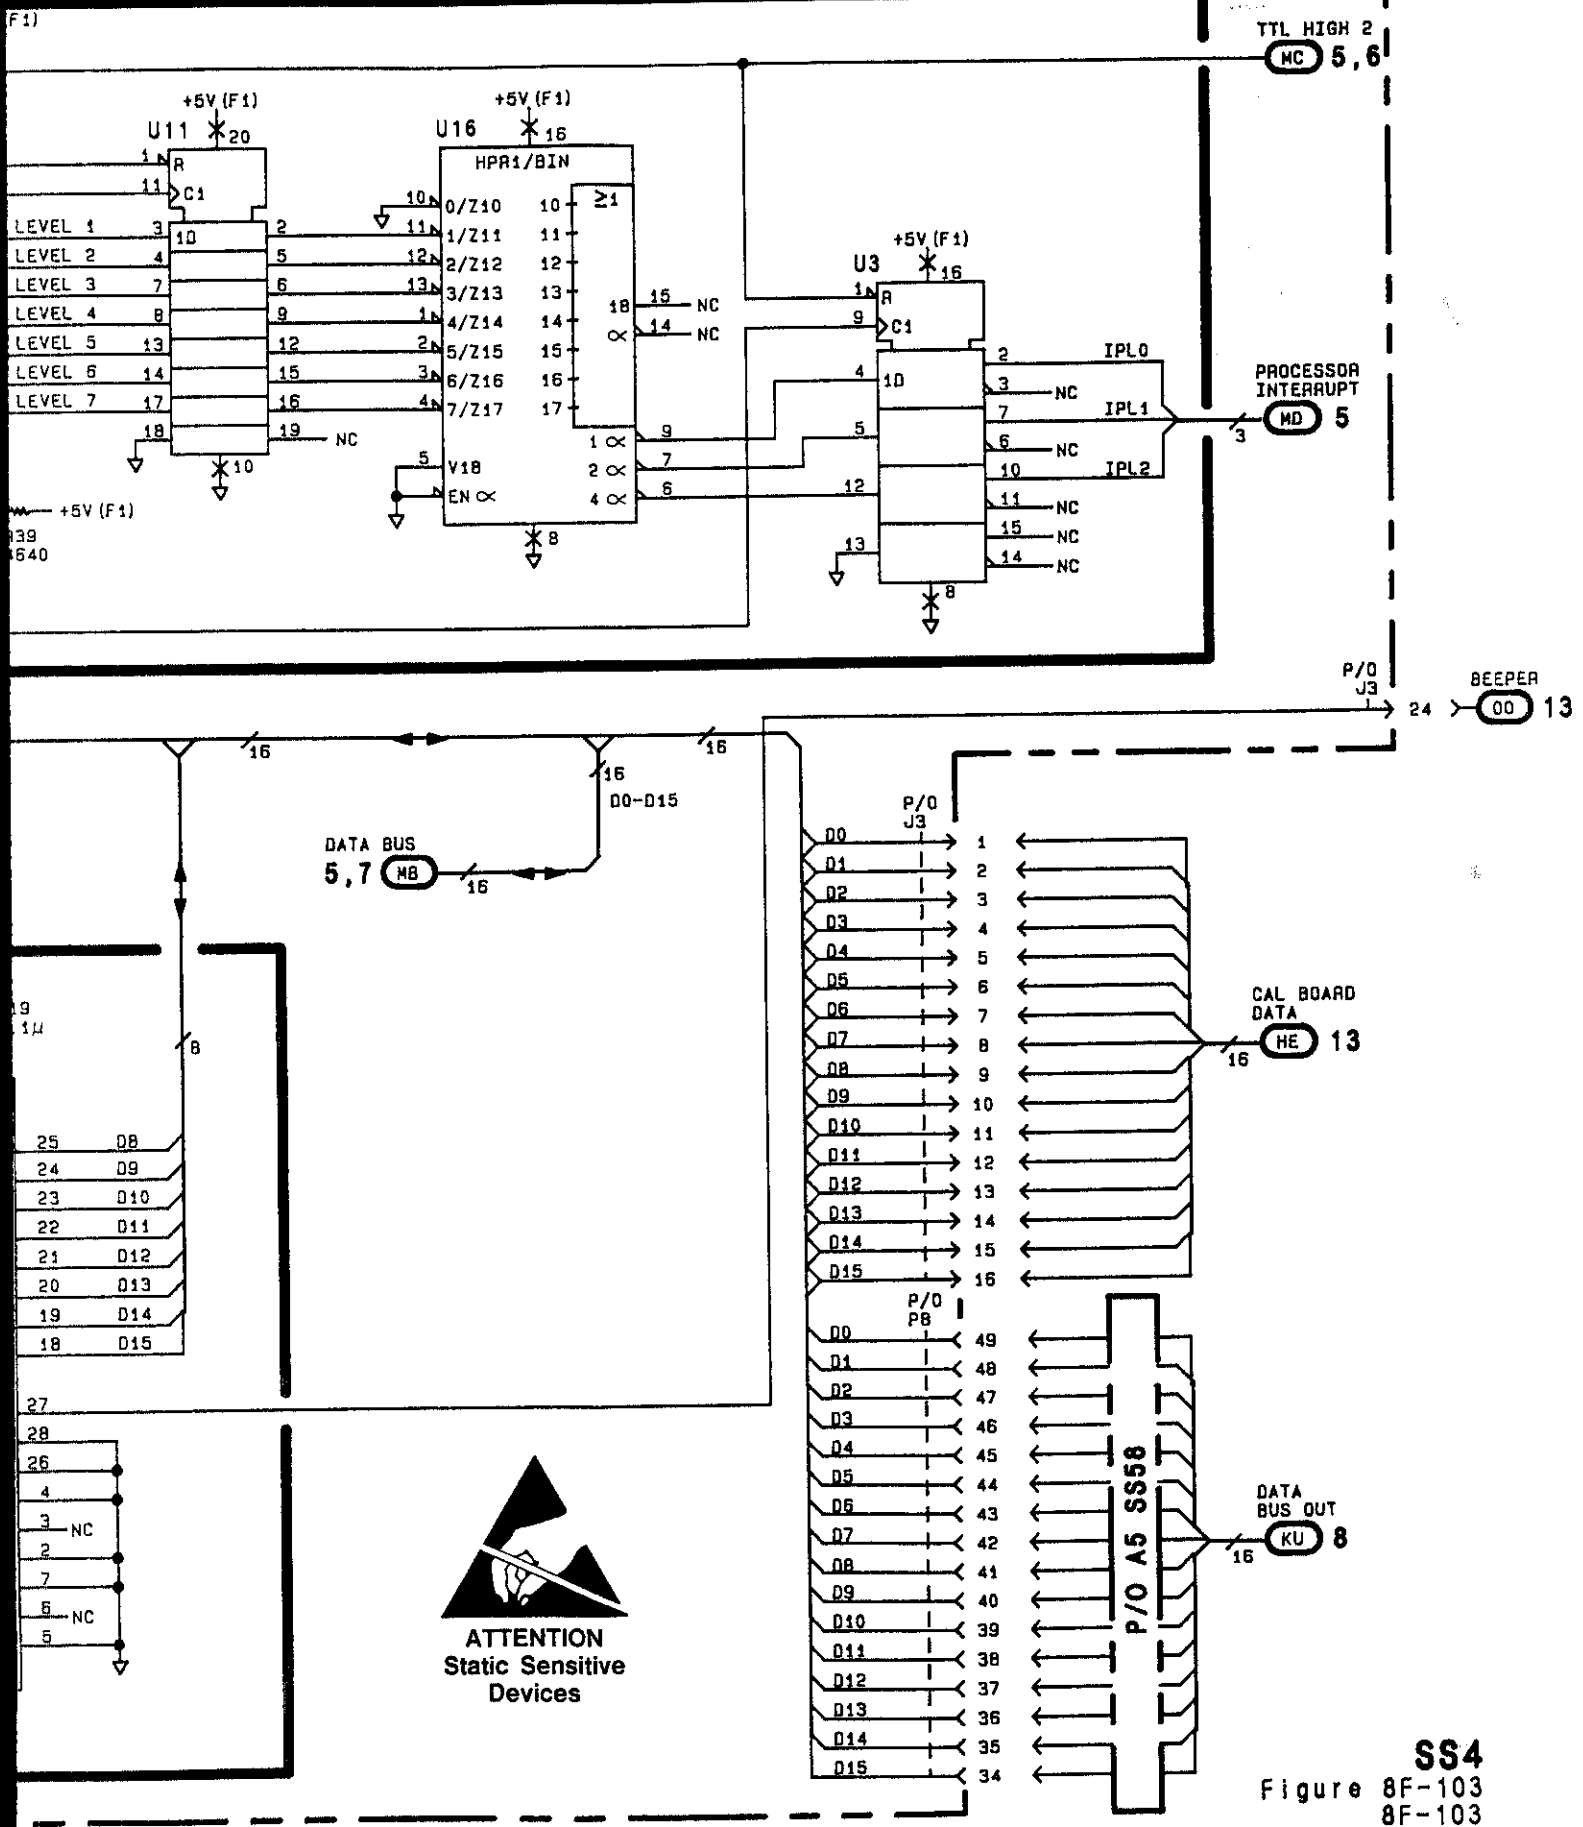 F1)
TTL HIGH 2
MC 5,6
+5V (F1)
U11
20
1 R
11 C1
LEVEL 1 3 1D 2
LEVEL 2 4 5
LEVEL 3 7 6
LEVEL 4 8 9
LEVEL 5 13 12
LEVEL 6 14 15
LEVEL 7 17 16
18 19 NC
10
+5V (F1)
U16
16
HPRI/BIN
10 0/Z10 10 ≥1
11 1/Z11 11
12 2/Z12 12
13 3/Z13 13
1 4/Z14 14
2 5/Z15 15
3 6/Z16 16
4 7/Z17 17
18 15 NC
α 14 NC
1 α 9
5 V18 2 α 7
EN α 4 α 6
8
+5V (F1)
U3
16
1 R
9 C1
4 1D 2 IPL0
3 NC
5 7 IPL1
6 NC
12 10 IPL2
11 NC
15 NC
13 14 NC
8
PROCESSOR
INTERRUPT
3 MD 5
+5V (F1)
P/O
J3
24
BEEPER
OO 13
16
16
16
D0-D15
DATA BUS
5,7 MB
16
P/O
J3
D0 1
D1 2
D2 3
D3 4
D4 5
D5 6
D6 7
D7 8
D8 9
D9 10
D10 11
D11 12
D12 13
D13 14
D14 15
D15 16
CAL BOARD
DATA
16 HE 13
8
25 D8
24 D9
23 D10
22 D11
21 D12
20 D13
19 D14
18 D15
27
28
26
4
3 NC
2
7
6 NC
5
ATTENTION
Static Sensitive
Devices
P/O
P8
D0 49
D1 48
D2 47
D3 46
D4 45
D5 44
D6 43
D7 42
D8 41
D9 40
D10 39
D11 38
D12 37
D13 36
D14 35
D15 34
P/O A5 SS58
DATA
BUS OUT
16 KU 8
SS4
Figure 8F-103
8F-103